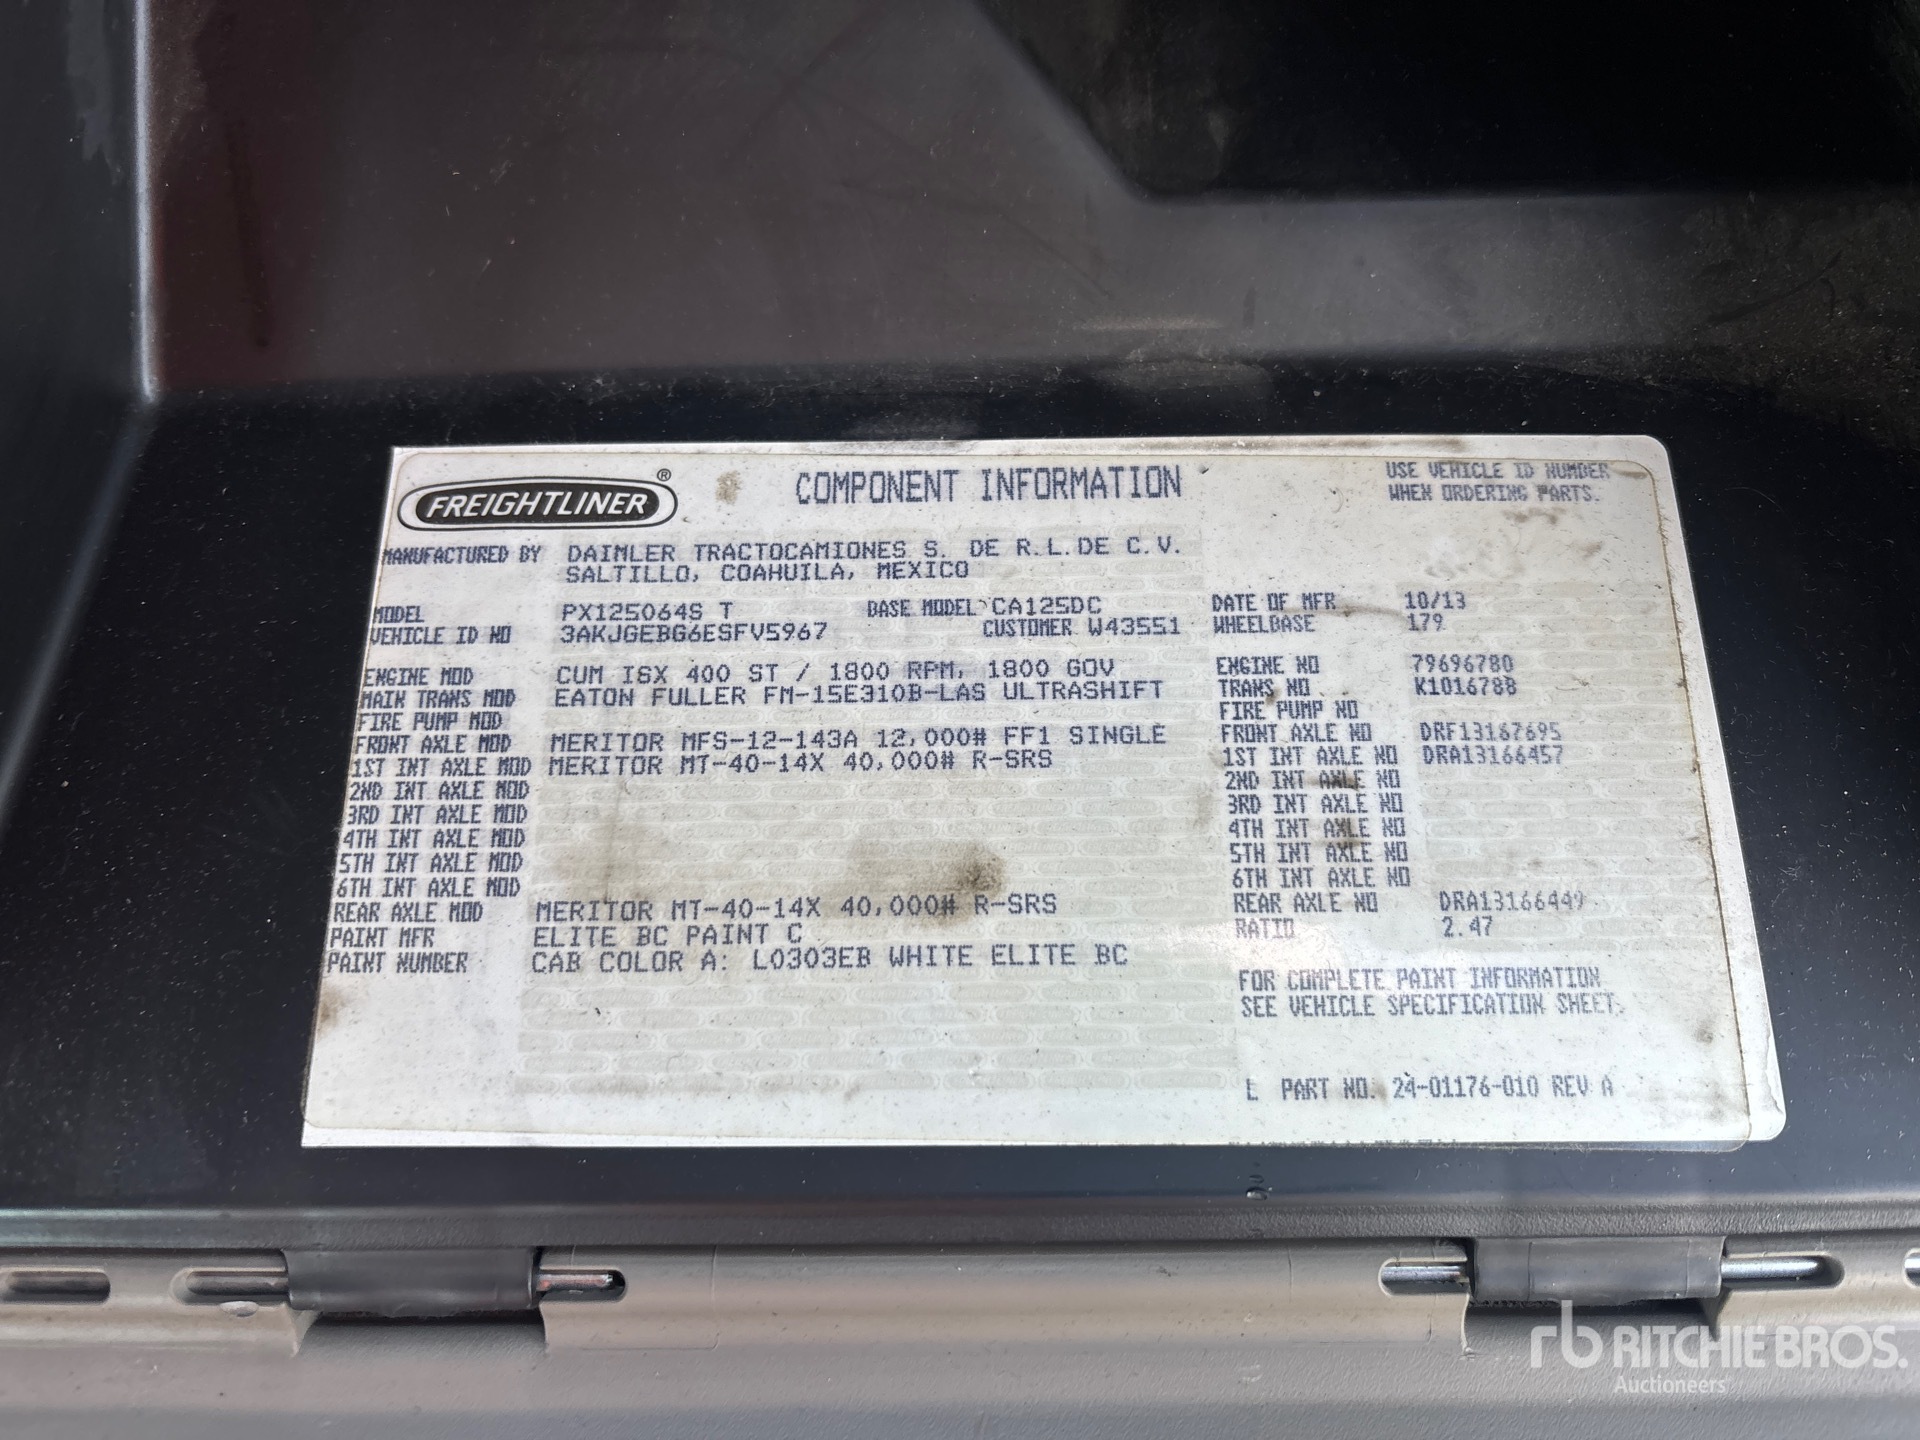 FREIGHTLINER®
COMPONENT INFORMATION
USE VEHICLE ID NUMBER
WHEN ORDERING PARTS.
MANUFACTURED BY DAIMLER TRACTOCAMIONES S. DE R.L.DE C.V.
SALTILLO, COAHUILA, MEXICO
MODEL PX125064S T BASE MODEL CA125DC DATE OF MFR 10/13
VEHICLE ID NO 3AKJGEBG6ESFV5967 CUSTOMER W43551 WHEELBASE 179
ENGINE MOD CUM ISX 400 ST / 1800 RPM, 1800 GOV ENGINE NO 79696780
MAIN TRANS MOD EATON FULLER FM-15E310B-LAS ULTRASHIFT TRANS NO K1016788
FIRE PUMP MOD FIRE PUMP NO
FRONT AXLE MOD MERITOR MFS-12-143A 12,000# FF1 SINGLE FRONT AXLE NO DRF13167695
1ST INT AXLE MOD MERITOR MT-40-14X 40,000# R-SRS 1ST INT AXLE NO DRA13166457
2ND INT AXLE MOD 2ND INT AXLE NO
3RD INT AXLE MOD 3RD INT AXLE NO
4TH INT AXLE MOD 4TH INT AXLE NO
5TH INT AXLE MOD 5TH INT AXLE NO
6TH INT AXLE MOD 6TH INT AXLE NO
REAR AXLE MOD MERITOR MT-40-14X 40,000# R-SRS REAR AXLE NO DRA13166449
PAINT MFR ELITE BC PAINT C RATIO 2.47
PAINT NUMBER CAB COLOR A: L0303EB WHITE ELITE BC
FOR COMPLETE PAINT INFORMATION
SEE VEHICLE SPECIFICATION SHEET.
L PART NO. 24-01176-010 REV A
rb RITCHIE BROS.
Auctioneers